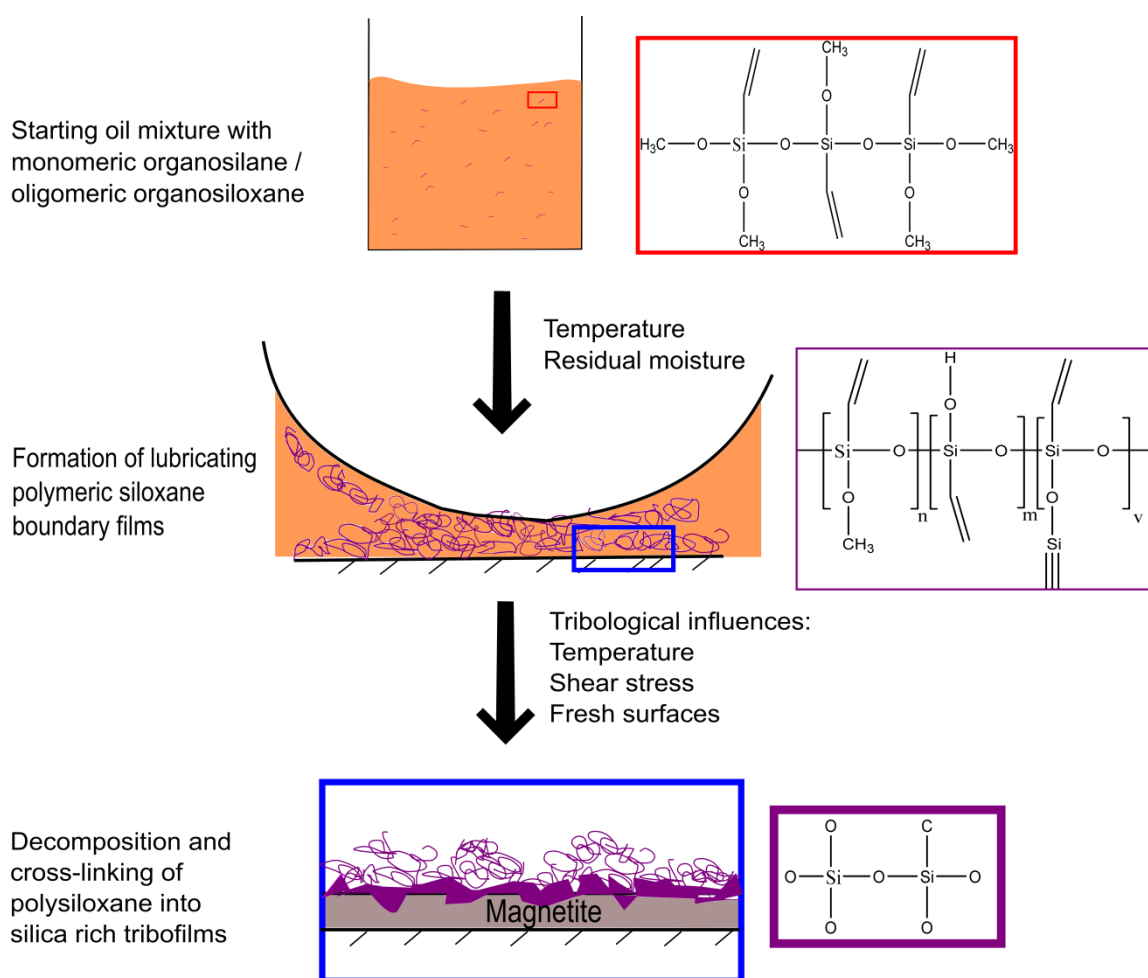 Starting oil mixture with
monomeric organosilane /
oligomeric organosiloxane
CH3
O
H3C O Si O Si O Si O CH3
O O
CH3 CH3
Temperature
Residual moisture
Formation of lubricating
polymeric siloxane
boundary films
H
O
Si O Si O Si O
n m v
O O
CH3 Si
Tribological influences:
Temperature
Shear stress
Fresh surfaces
Decomposition and
cross-linking of
polysiloxane into
silica rich tribofilms
Magnetite
O C
O Si O Si O
O O